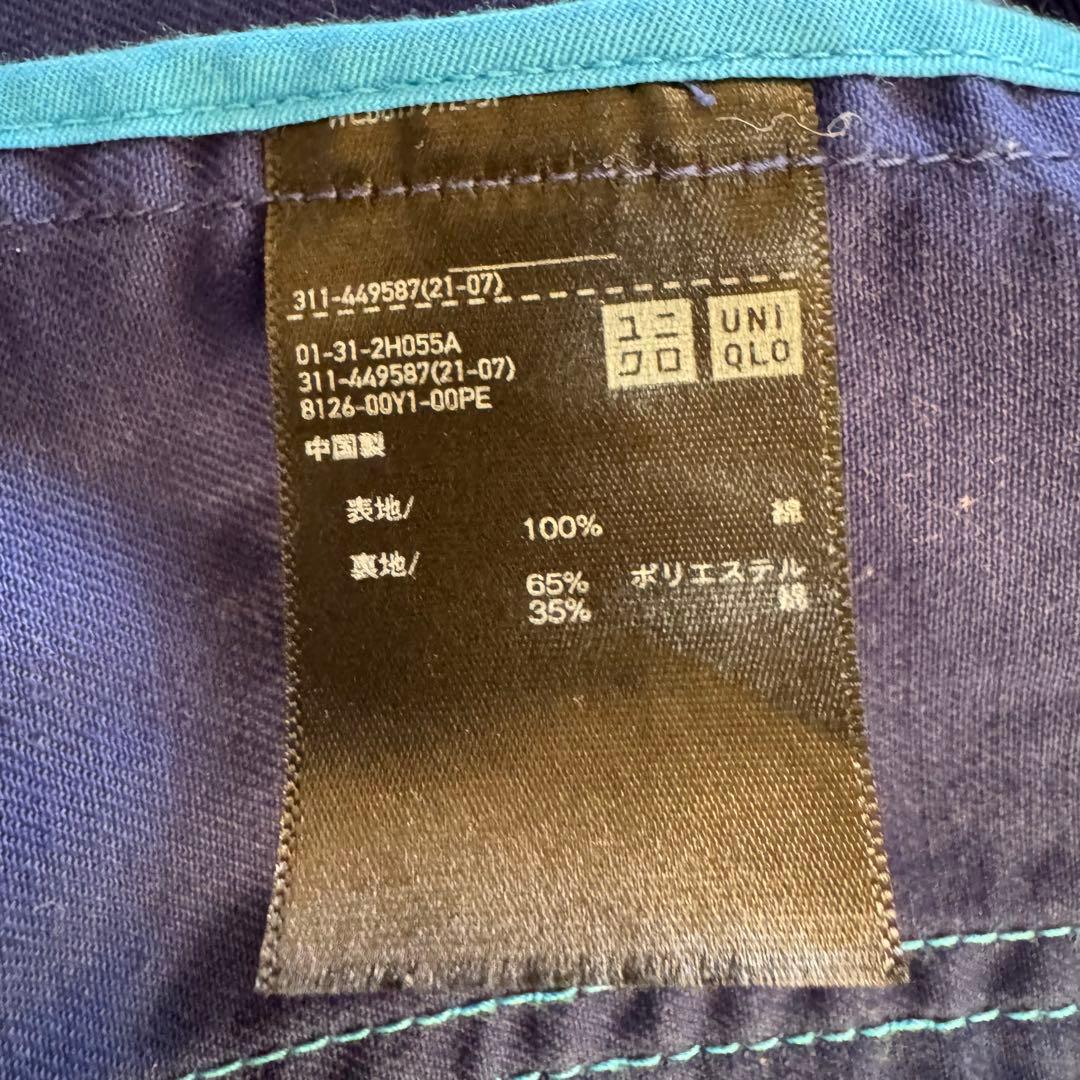 311-449587(21-07)
ユニ
クロ
UNI
QLO
01-31-2H055A
311-449587(21-07)
8126-00Y1-00PE
中国製
表地/
100% 綿
裏地/
65% ポリエステル
35% 綿